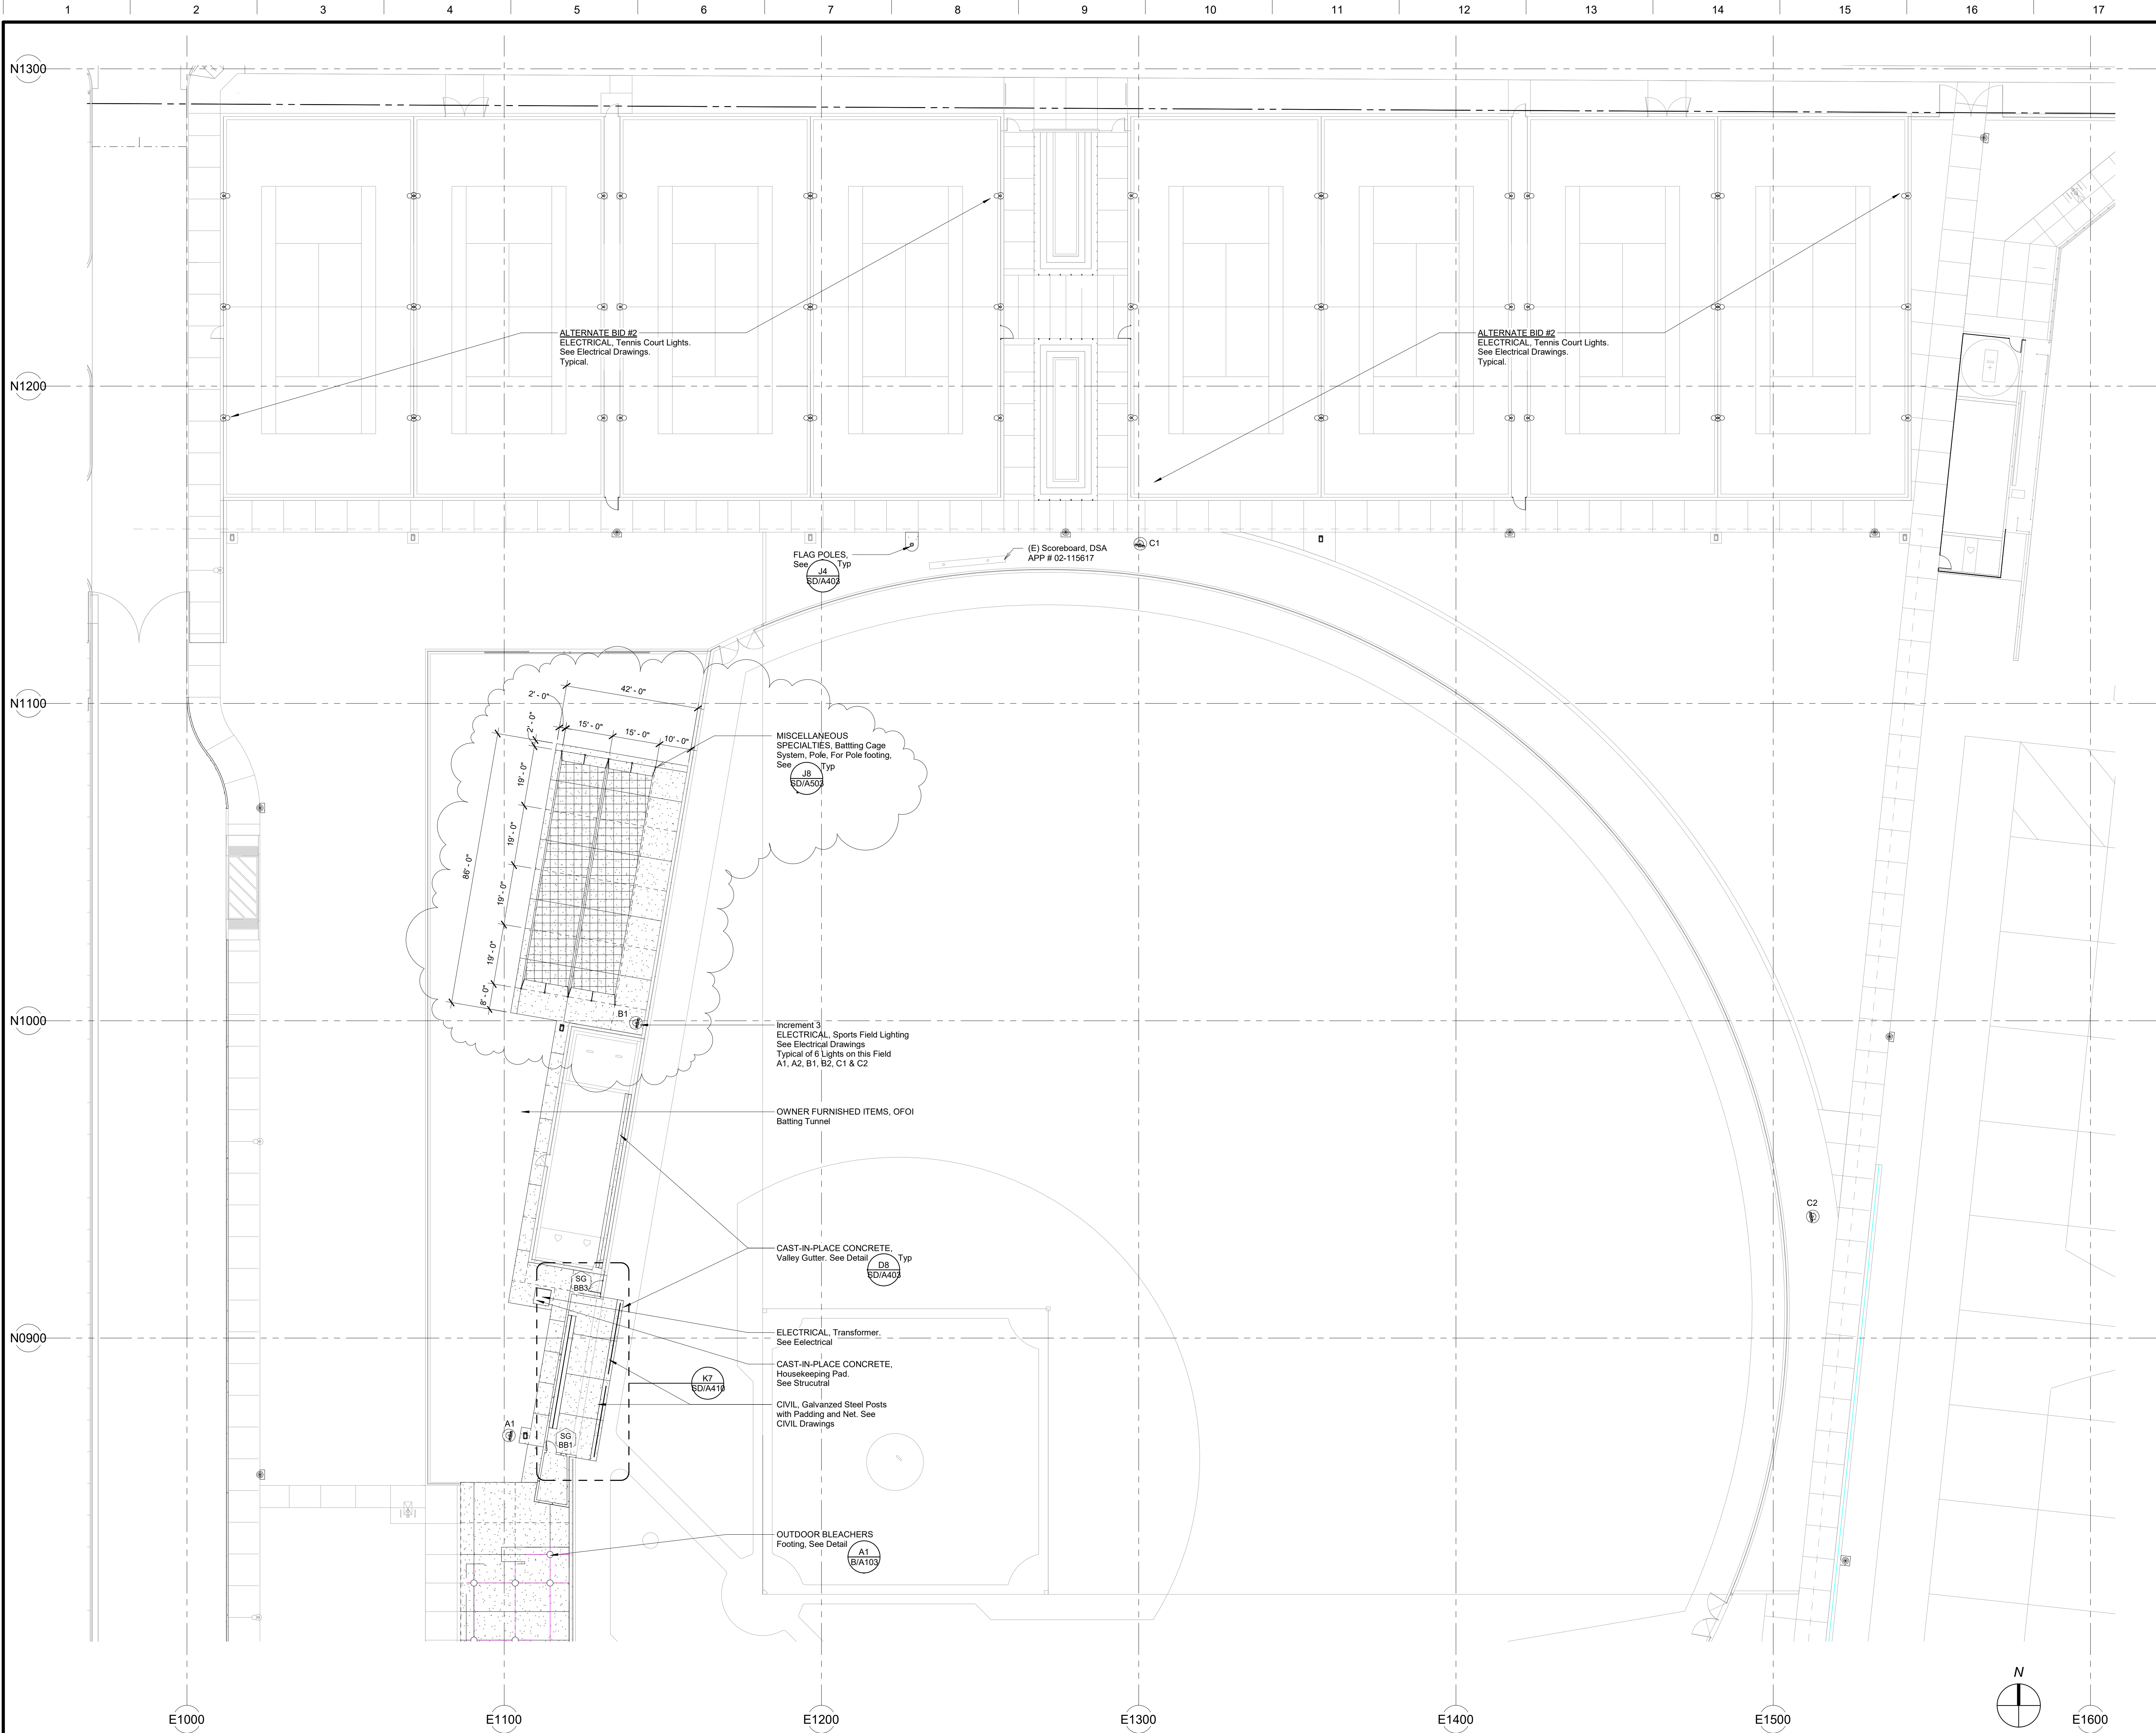 1 2 3 4 5 6 7 8 9 10 11 12 13 14 15 16 17
N1300
N1200
ALTERNATE BID #2
ELECTRICAL, Tennis Court Lights.
See Electrical Drawings.
Typical.
ALTERNATE BID #2
ELECTRICAL, Tennis Court Lights.
See Electrical Drawings.
Typical.
FLAG POLES,
See Typ
J4
SD/A403
(E) Scoreboard, DSA
APP # 02-115617
C1
N1100
42' - 0"
2' - 0"
2' - 0"
15' - 0"
15' - 0"
10' - 0"
19' - 0"
19' - 0"
86' - 0"
19' - 0"
19' - 0"
8' - 0"
MISCELLANEOUS
SPECIALTIES, Battting Cage
System, Pole, For Pole footing,
See Typ
J8
SD/A503
N1000
B1
Increment 3
ELECTRICAL, Sports Field Lighting
See Electrical Drawings
Typical of 6 Lights on this Field
A1, A2, B1, B2, C1 & C2
OWNER FURNISHED ITEMS, OFOI
Batting Tunnel
C2
CAST-IN-PLACE CONCRETE,
Valley Gutter. See Detail Typ
D8
SD/A403
SG
BB3
N0900
ELECTRICAL, Transformer.
See Eelectrical
CAST-IN-PLACE CONCRETE,
Housekeeping Pad.
See Strucutral
K7
SD/A410
CIVIL, Galvanzed Steel Posts
with Padding and Net. See
CIVIL Drawings
A1
SG
BB1
OUTDOOR BLEACHERS
Footing, See Detail
A1
B/A103
N
E1000 E1100 E1200 E1300 E1400 E1500 E1600